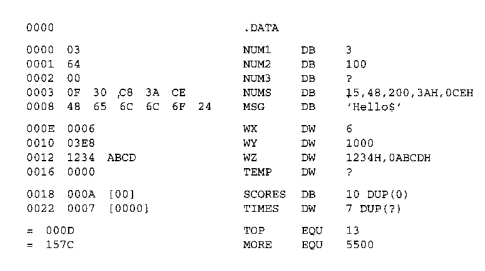 0000 .DATA
0000 03 NUM1 DB 3
0001 64 NUM2 DB 100
0002 00 NUM3 DB ?
0003 0F 30 C8 3A CE NUMS DB 15,48,200,3AH,0CEH
0008 48 65 6C 6C 6F 24 MSG DB 'Hello$'
000E 0006 WX DW 6
0010 03E8 WY DW 1000
0012 1234 ABCD WZ DW 1234H,0ABCDH
0016 0000 TEMP DW ?
0018 000A [00] SCORES DB 10 DUP(0)
0022 0007 [0000] TIMES DW 7 DUP(?)
= 000D TOP EQU 13
= 157C MORE EQU 5500